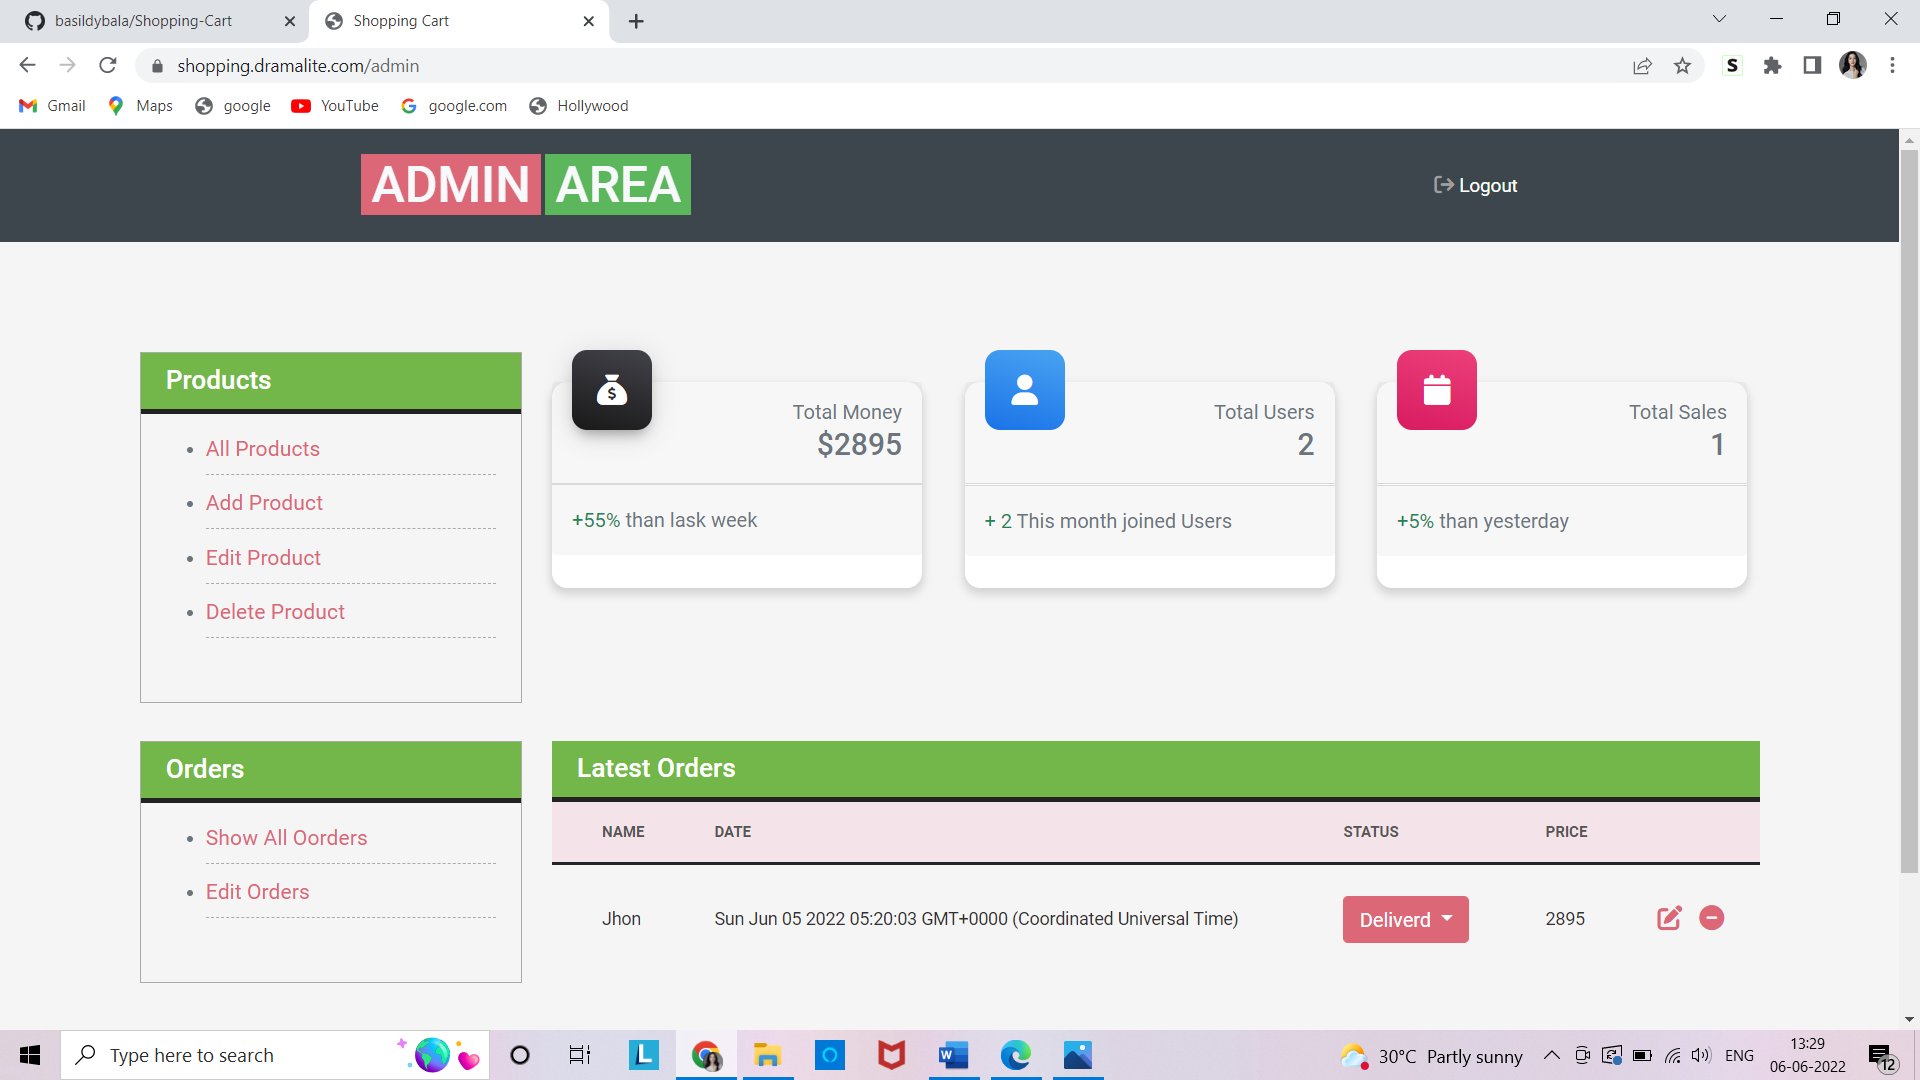 basildybala/Shopping-Cart
Shopping Cart
shopping.dramalite.com/admin
S
Gmail Maps google YouTube google.com Hollywood
ADMIN AREA
Logout
Products
All Products
Add Product
Edit Product
Delete Product
Total Money
$2895
+55% than lask week
Total Users
2
+ 2 This month joined Users
Total Sales
1
+5% than yesterday
Orders
Show All Oorders
Edit Orders
Latest Orders
NAME DATE STATUS PRICE
Jhon Sun Jun 05 2022 05:20:03 GMT+0000 (Coordinated Universal Time) Deliverd 2895
Type here to search
L
W
30°C Partly sunny
ENG
13:29
06-06-2022
12